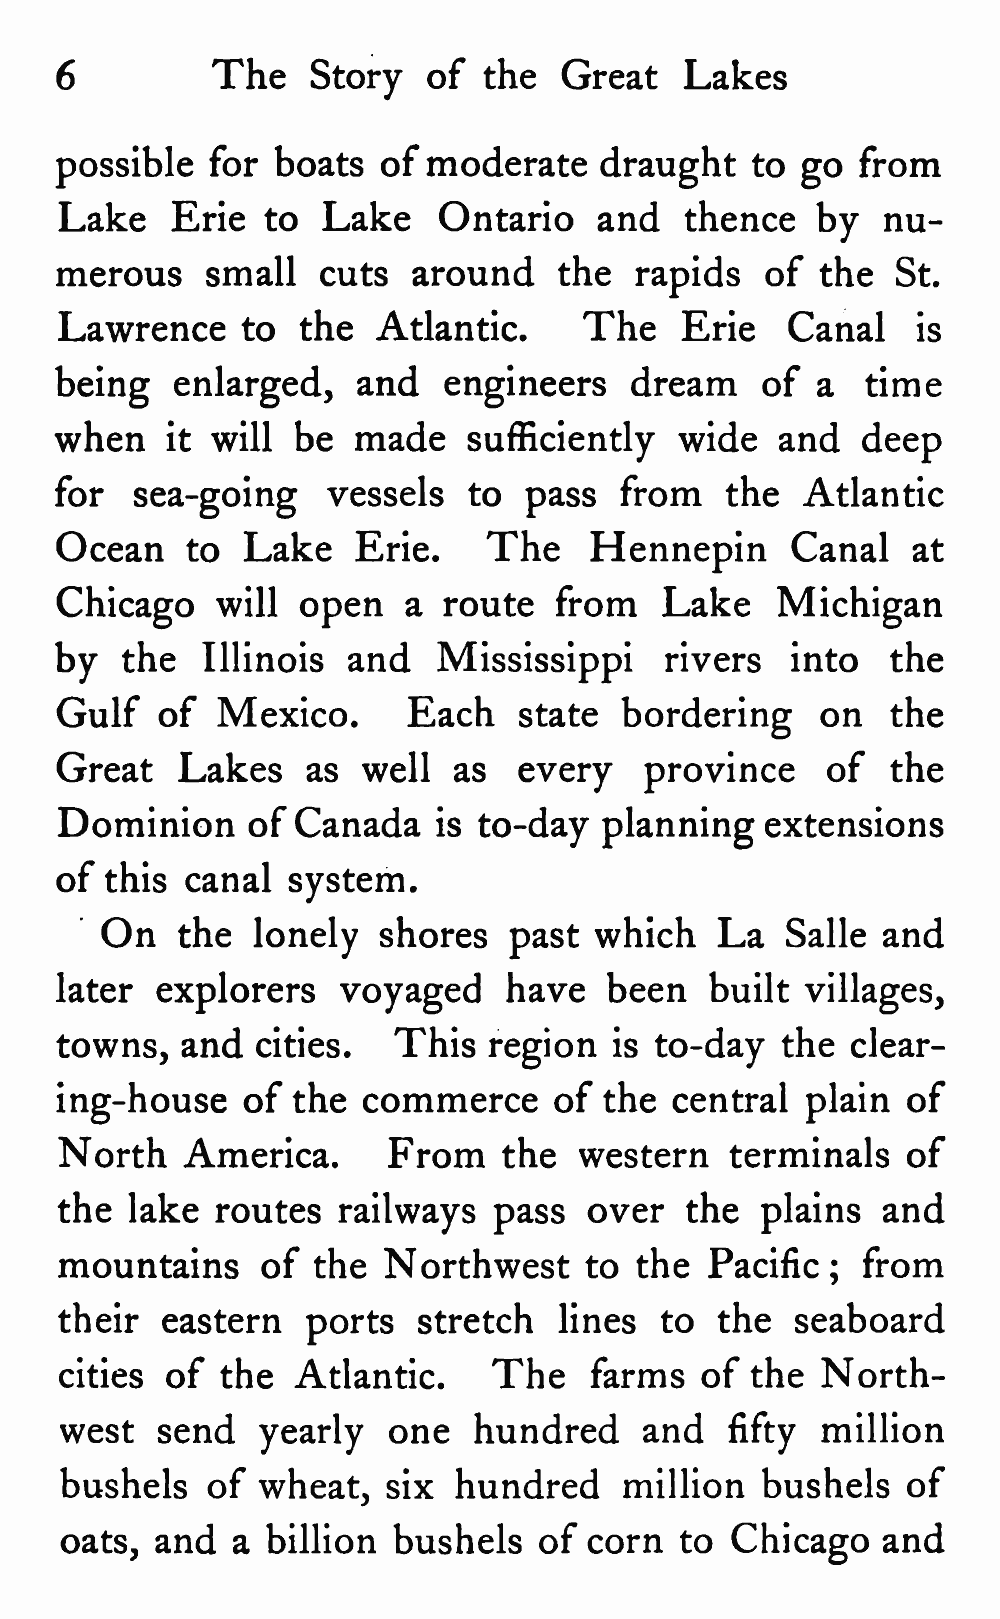 6 The Story of the Great Lakes
possible for boats of moderate draught to go from
Lake Erie to Lake Ontario and thence by nu-
merous small cuts around the rapids of the St.
Lawrence to the Atlantic. The Erie Canal is
being enlarged, and engineers dream of a time
when it will be made sufficiently wide and deep
for sea-going vessels to pass from the Atlantic
Ocean to Lake Erie. The Hennepin Canal at
Chicago will open a route from Lake Michigan
by the Illinois and Mississippi rivers into the
Gulf of Mexico. Each state bordering on the
Great Lakes as well as every province of the
Dominion of Canada is to-day planning extensions
of this canal system.
On the lonely shores past which La Salle and
later explorers voyaged have been built villages,
towns, and cities. This region is to-day the clear-
ing-house of the commerce of the central plain of
North America. From the western terminals of
the lake routes railways pass over the plains and
mountains of the Northwest to the Pacific; from
their eastern ports stretch lines to the seaboard
cities of the Atlantic. The farms of the North-
west send yearly one hundred and fifty million
bushels of wheat, six hundred million bushels of
oats, and a billion bushels of corn to Chicago and